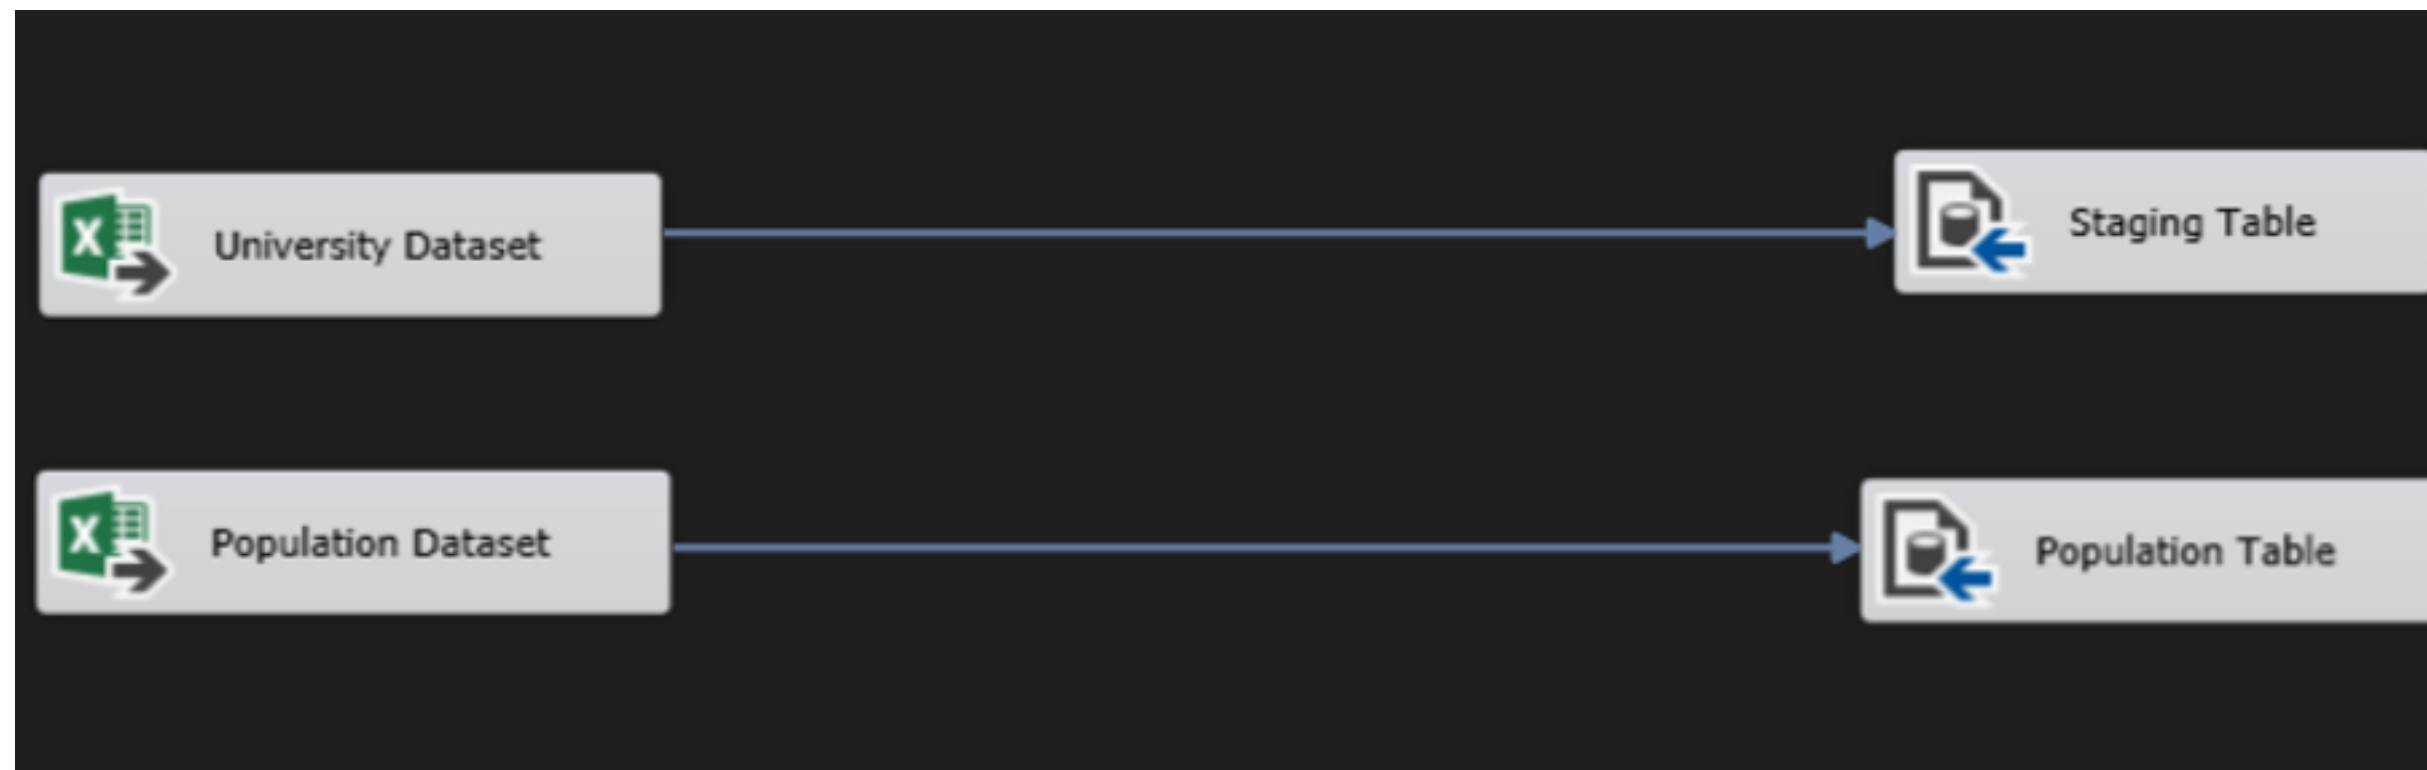 University Dataset
Staging Table
Population Dataset
Population Table